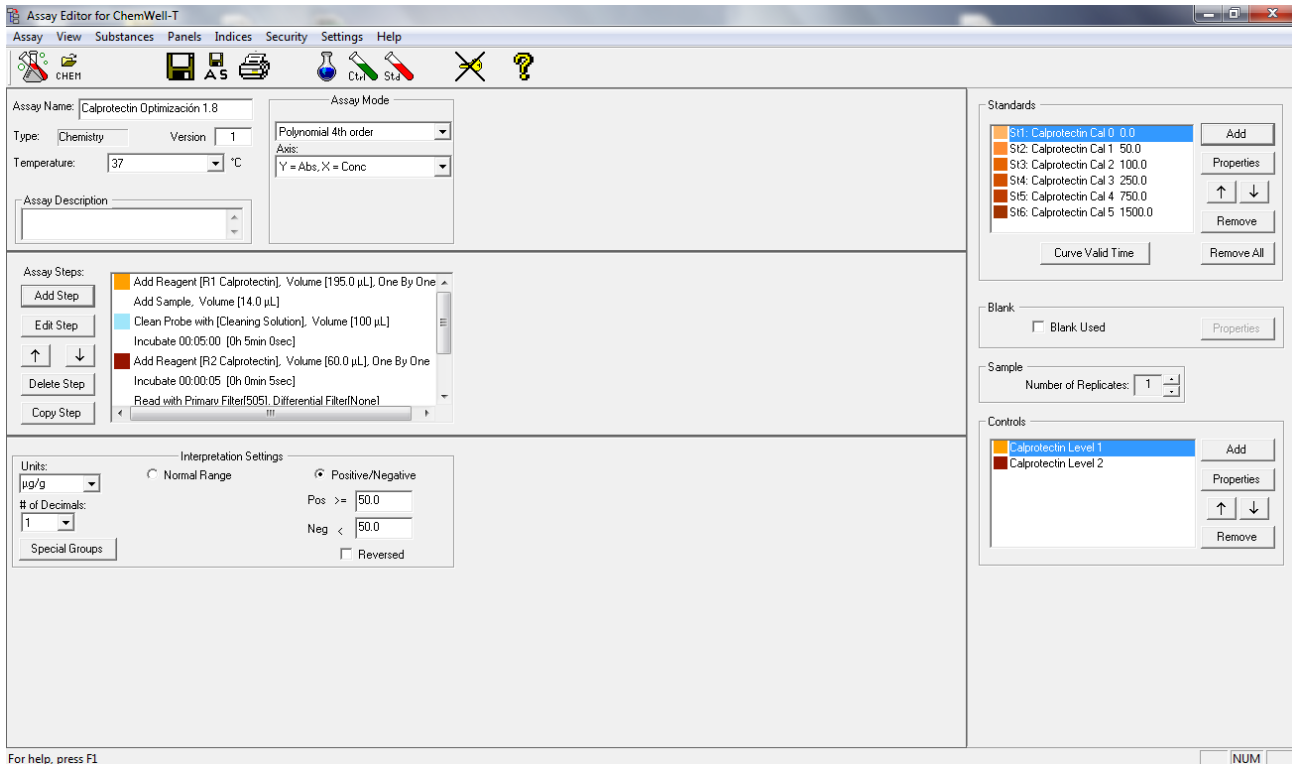 Assay Editor for ChemWell-T
Assay View Substances Panels Indices Security Settings Help
CHEM AS Ctrl Std
Assay Name: Calprotectin Optimización 1.8
Type: Chemistry Version 1
Temperature: 37 °C
Assay Description
Assay Mode
Polynomial 4th order
Axis:
Y = Abs, X = Conc
Assay Steps:
Add Step
Edit Step
↑ ↓
Delete Step
Copy Step
Add Reagent [R1 Calprotectin], Volume [195.0 µL], One By One
Add Sample, Volume [14.0 µL]
Clean Probe with [Cleaning Solution], Volume [100 µL]
Incubate 00:05:00 [0h 5min 0sec]
Add Reagent [R2 Calprotectin], Volume [60.0 µL], One By One
Incubate 00:00:05 [0h 0min 5sec]
Read with Primary Filter[505], Differential Filter[None]
Interpretation Settings
Units:
µg/g
# of Decimals:
1
Special Groups
Normal Range Positive/Negative
Pos >= 50.0
Neg < 50.0
Reversed
Standards
St1: Calprotectin Cal 0 0.0
St2: Calprotectin Cal 1 50.0
St3: Calprotectin Cal 2 100.0
St4: Calprotectin Cal 3 250.0
St5: Calprotectin Cal 4 750.0
St6: Calprotectin Cal 5 1500.0
Add
Properties
↑ ↓
Remove
Curve Valid Time Remove All
Blank
Blank Used Properties
Sample
Number of Replicates: 1
Controls
Calprotectin Level 1
Calprotectin Level 2
Add
Properties
↑ ↓
Remove
For help, press F1 NUM